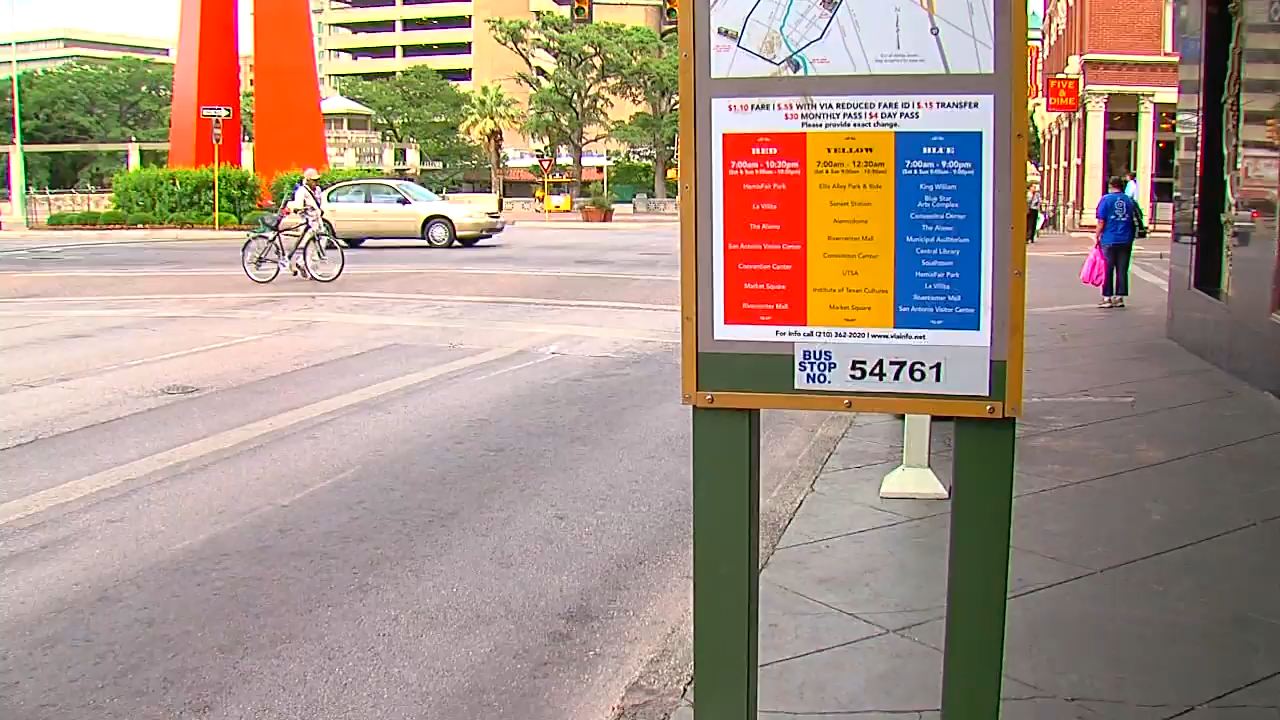 $1.10 FARE | $.55 WITH VIA REDUCED FARE ID | $.15 TRANSFER
$30 MONTHLY PASS | $4 DAY PASS
Please provide exact change.
RED
7:00am - 10:30pm
HemisFair Park
La Villita
The Alamo
San Antonio Visitor Center
Convention Center
Market Square
Rivercenter Mall
YELLOW
7:00am - 12:30am
Ellis Alley Park & Ride
Sunset Station
Alamodome
Rivercenter Mall
Convention Center
UTSA
Institute of Texan Cultures
Market Square
BLUE
7:00am - 9:00pm
King William
Blue Star
Arts Complex
Convention Center
The Alamo
Municipal Auditorium
Central Library
Southtown
HemisFair Park
La Villita
Rivercenter Mall
San Antonio Visitor Center
For info call (210) 362-2020 | www.viainfo.net
BUS
STOP
NO.
54761
FIVE
& DIME
ONE WAY
9